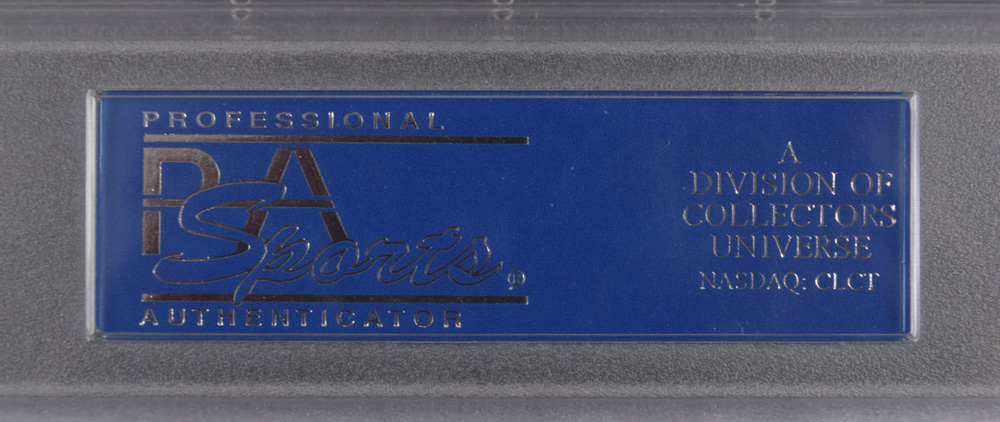 PROFESSIONAL
PSA
Sports
AUTHENTICATOR
A
DIVISION OF
COLLECTORS
UNIVERSE
NASDAQ: CLCT